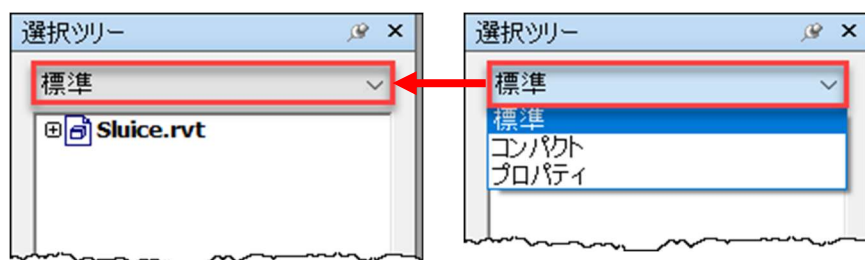 選択ツリー
標準
Sluice.rvt
選択ツリー
標準
標準
コンパクト
プロパティ